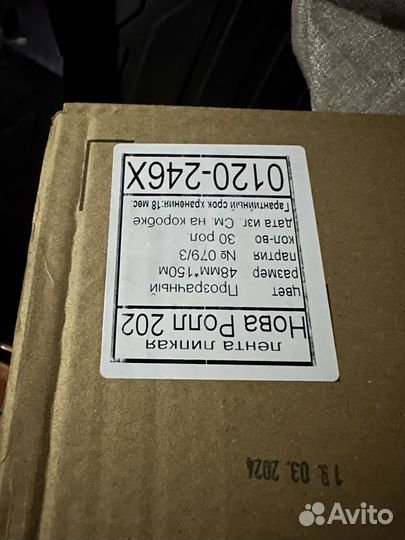 лента липкая
Нова Ролл 202
цвет Прозрачный
размер 48мм*150м
партия № 079/3
кол-во 30 рол.
дата изг. См. на коробке
Гарантийный срок хранения:18 мес.
0120-246Х
19. 03. 2024
Avito